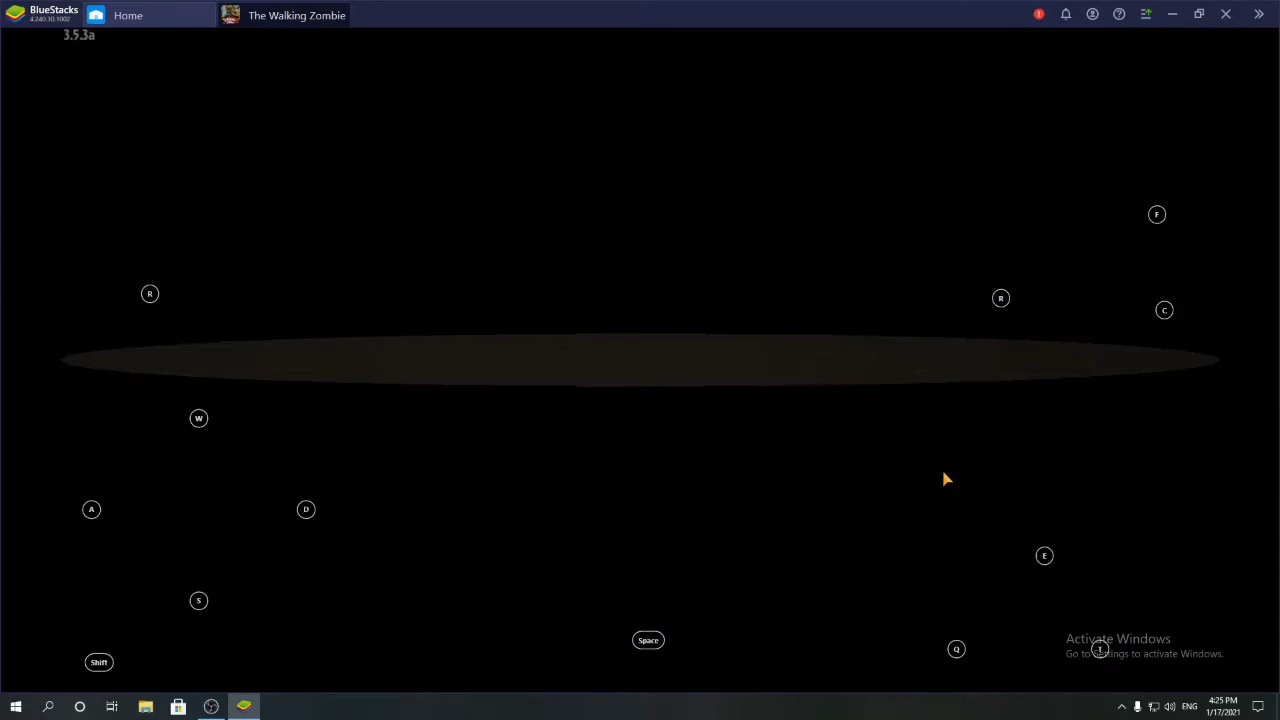 BlueStacks
4.240.30.1002
Home
The Walking Zombie
3.5.3a
F
R
R
C
W
A
D
E
S
Space
Q
T
Shift
Activate Windows
Go to Settings to activate Windows.
ENG
4:25 PM
1/17/2021